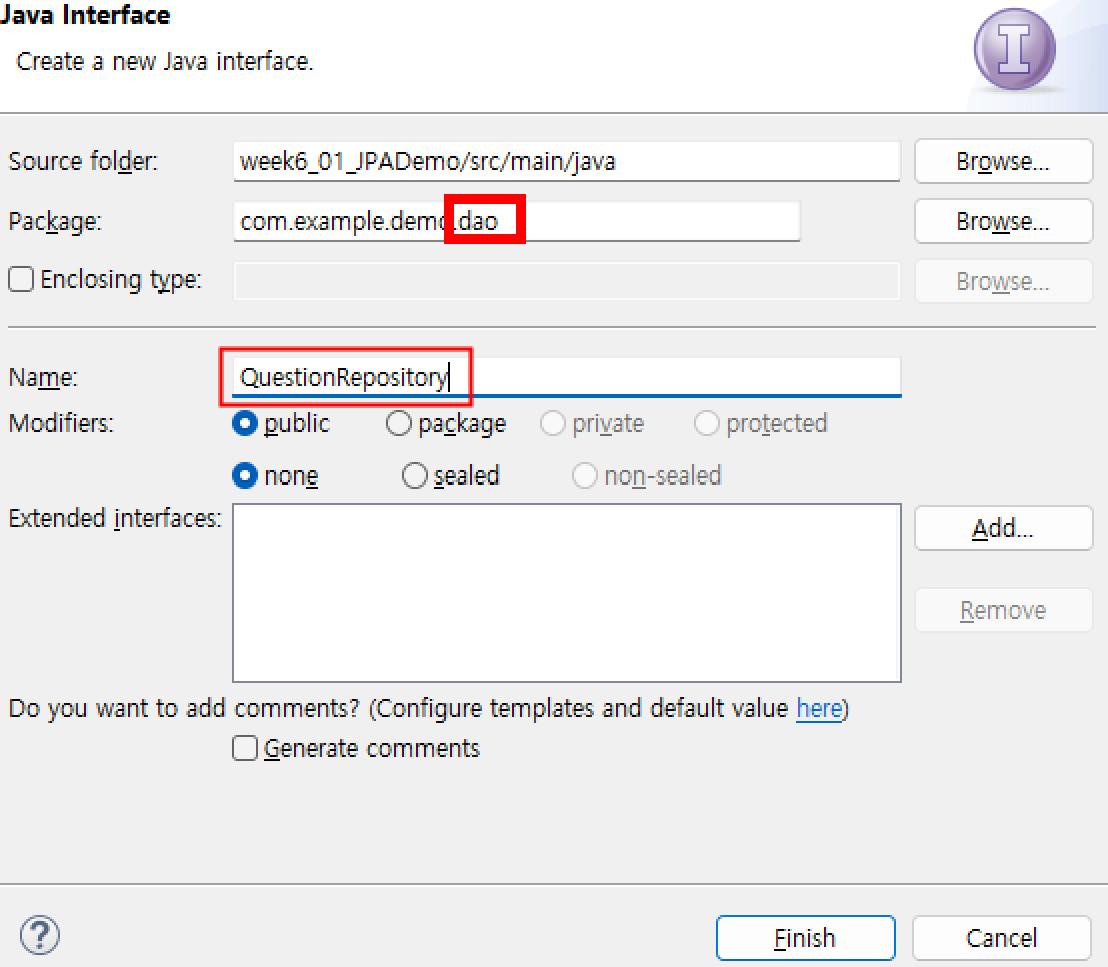 Java Interface
Create a new Java interface.
Source folder: week6_01_JPADemo/src/main/java Browse...
Package: com.example.demo.dao Browse...
Enclosing type: Browse...
Name: QuestionRepository
Modifiers: public package private protected
none sealed non-sealed
Extended interfaces: Add...
Remove
Do you want to add comments? (Configure templates and default value here)
Generate comments
Finish Cancel